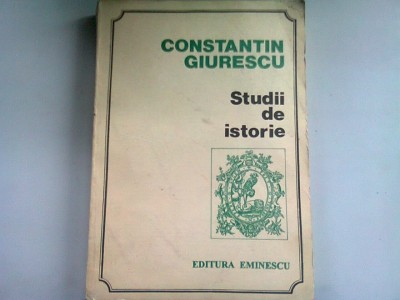 CONSTANTIN
GIURESCU
Studii
de
istorie
EDITURA EMINESCU